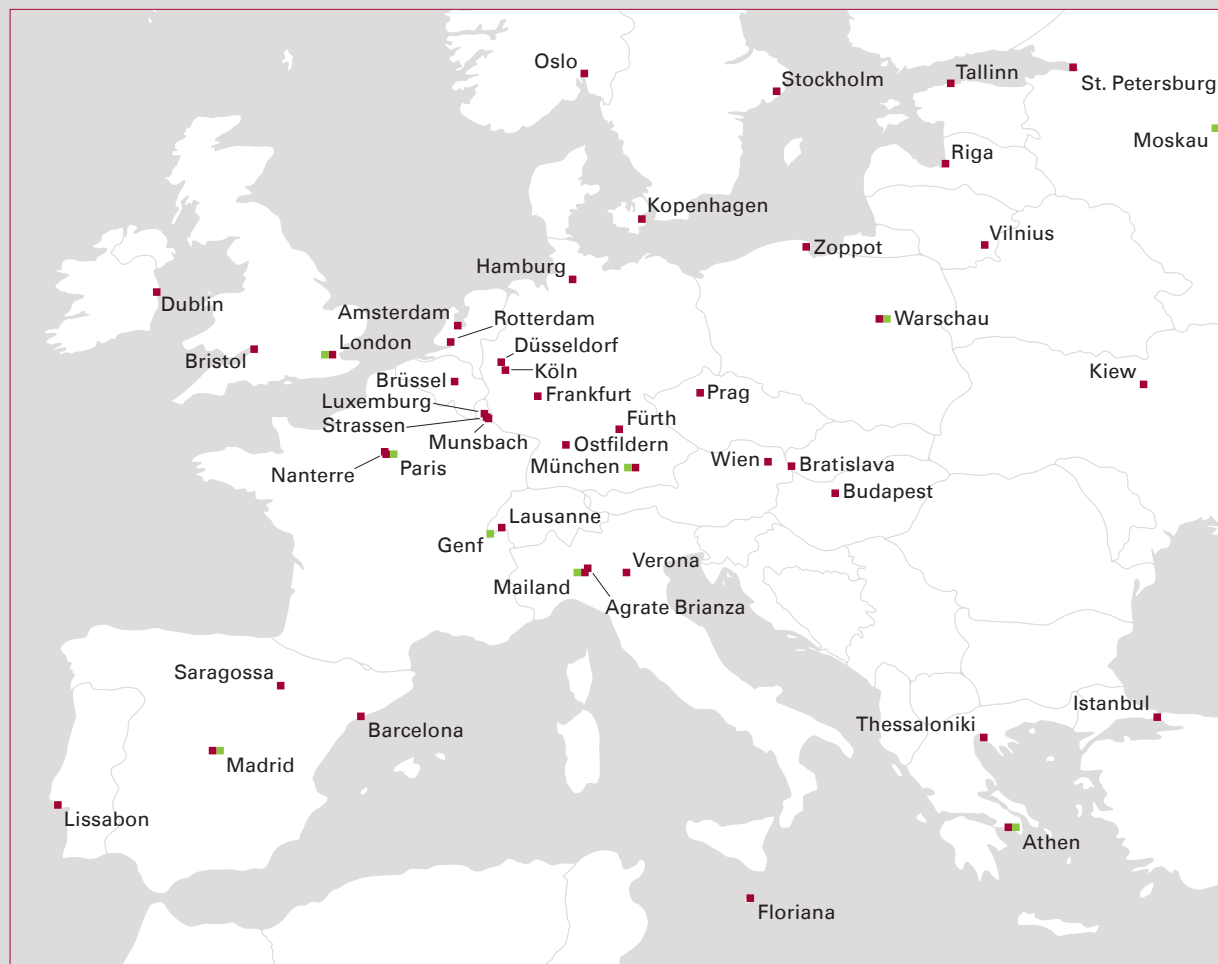 Oslo
Stockholm
Tallinn
St. Petersburg
Moskau
Riga
Kopenhagen
Vilnius
Zoppot
Hamburg
Dublin
Amsterdam
Rotterdam
Warschau
London
Düsseldorf
Bristol
Köln
Kiew
Brüssel
Frankfurt
Prag
Luxemburg
Strassen
Fürth
Munsbach
Ostfildern
Nanterre
Paris
München
Wien
Bratislava
Budapest
Lausanne
Genf
Verona
Mailand
Agrate Brianza
Saragossa
Istanbul
Barcelona
Thessaloniki
Madrid
Lissabon
Athen
Floriana